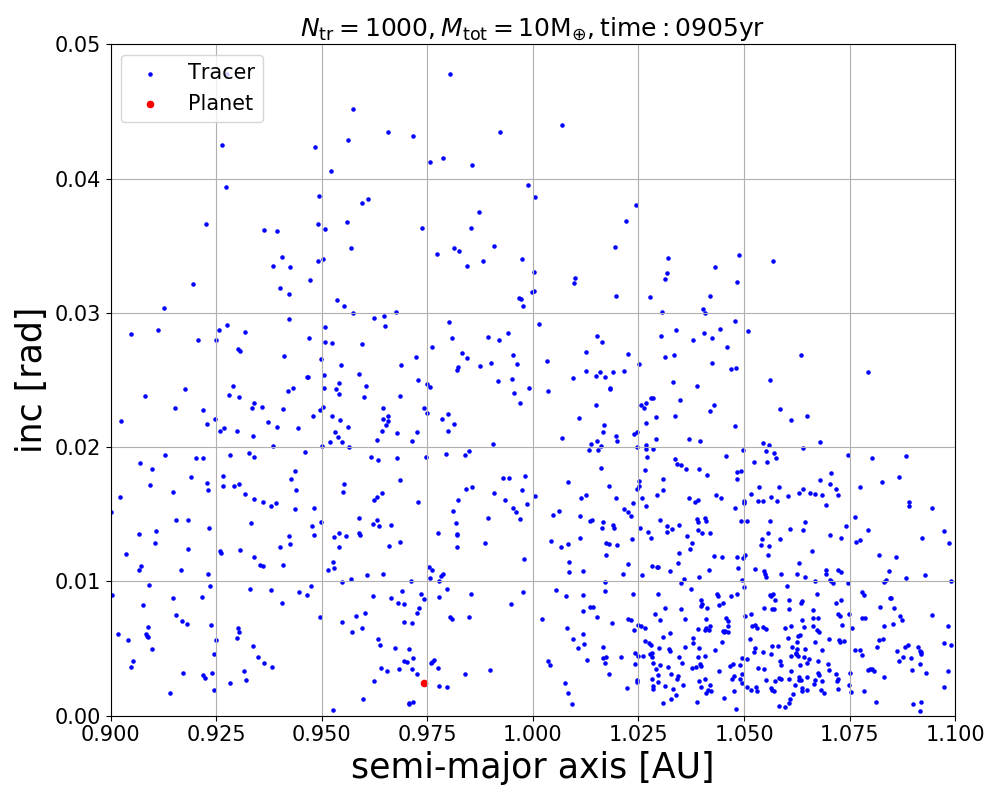 N_tr = 1000, M_tot = 10M_⊕, time : 0905yr
0.05
Tracer
Planet
0.04
0.03
inc [rad]
0.02
0.01
0.00
0.900 0.925 0.950 0.975 1.000 1.025 1.050 1.075 1.100
semi-major axis [AU]